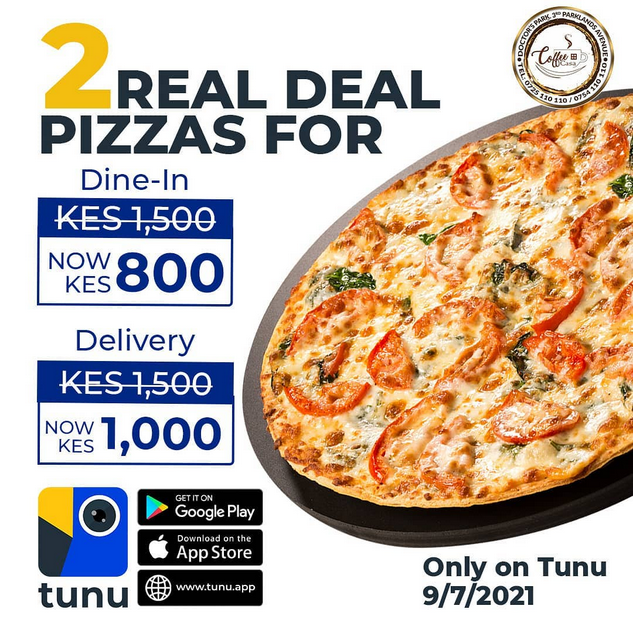 2 REAL DEAL
PIZZAS FOR
Dine-In
KES 1,500
NOW KES 800
Delivery
KES 1,500
NOW KES 1,000
GET IT ON
Google Play
Download on the
App Store
www.tunu.app
tunu
DOCTOR'S PARK, 3RD PARKLANDS AVENUE
Coffee
Casa
TEL: 0725 110 110 / 0754 110 110
Only on Tunu
9/7/2021